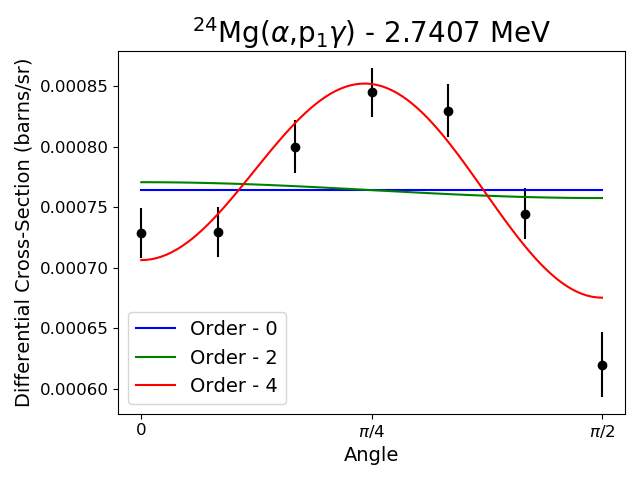 ²⁴Mg(α,p₁γ) - 2.7407 MeV
Differential Cross-Section (barns/sr)
0.00085
0.00080
0.00075
0.00070
0.00065
0.00060
Order - 0
Order - 2
Order - 4
0
π/4
π/2
Angle